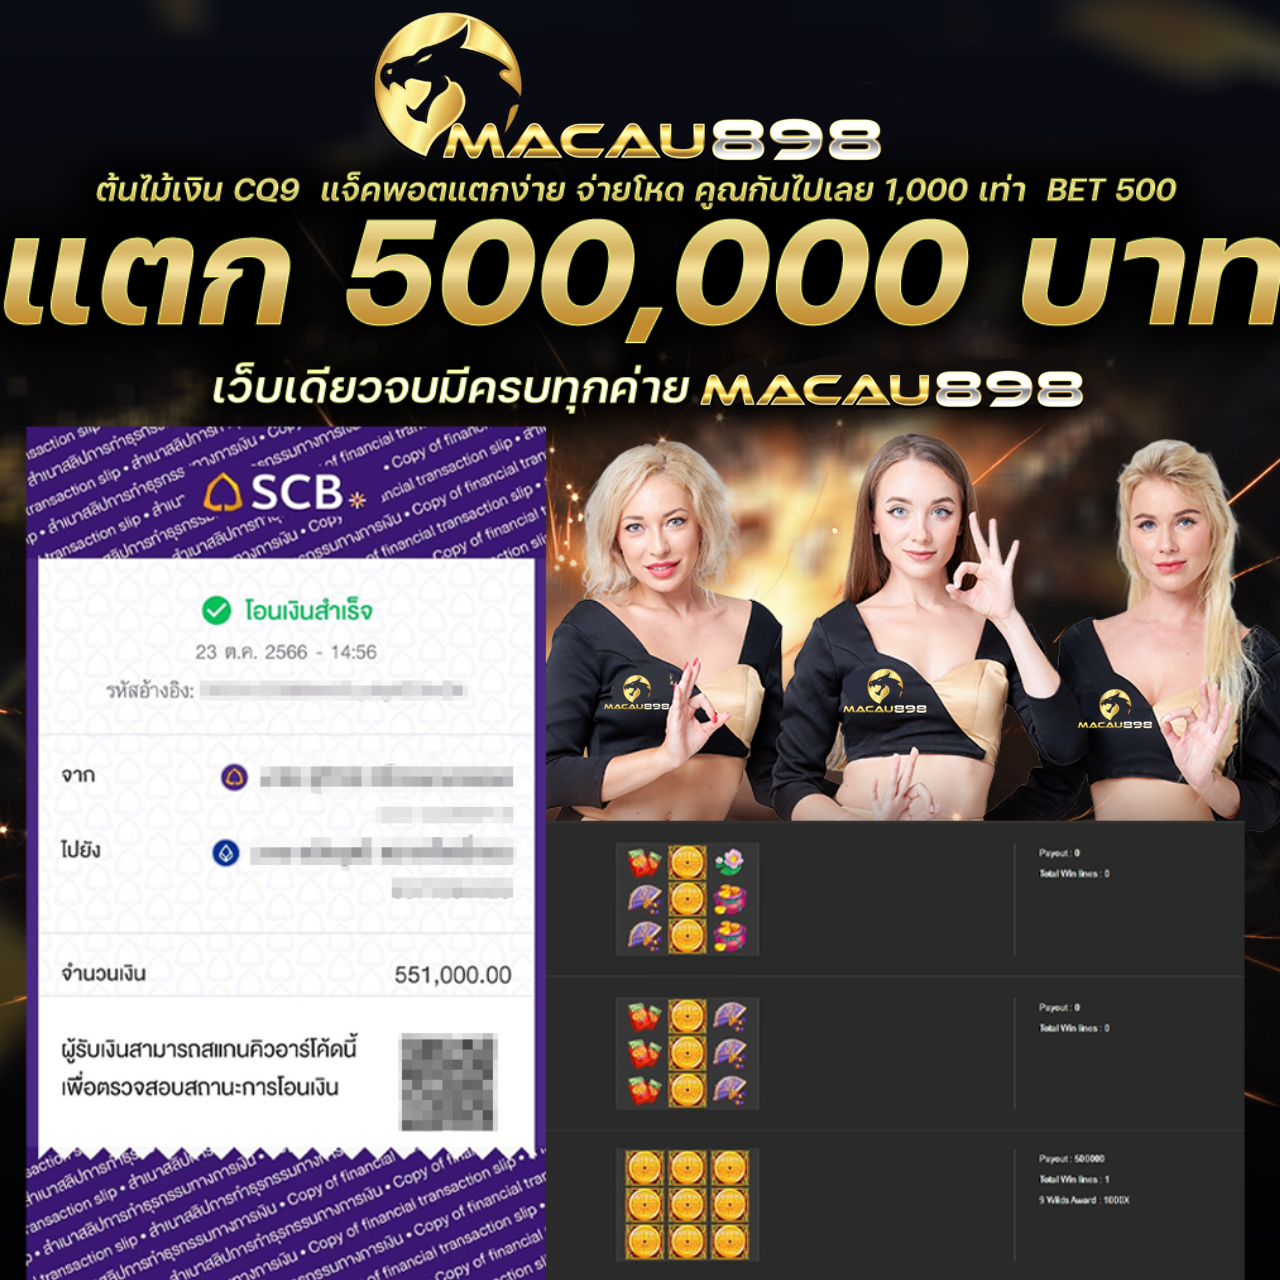 MACAU898
ต้นไม้เงิน CQ9 แจ็คพอตแตกง่าย จ่ายโหด คูณกันไปเลย 1,000 เท่า BET 500
แตก 500,000 บาท
เว็บเดียวจบมีครบทุกค่าย MACAU898
SCB
โอนเงินสำเร็จ
23 ต.ค. 2566 - 14:56
รหัสอ้างอิง:
จาก
ไปยัง
จำนวนเงิน 551,000.00
ผู้รับเงินสามารถสแกนคิวอาร์โค้ดนี้
เพื่อตรวจสอบสถานะการโอนเงิน
MACAU898
MACAU898
MACAU898
Payout : 0
Total Win lines : 0
Payout : 0
Total Win lines : 0
Payout : 500000
Total Win lines : 1
9 Wilds Award : 1000X